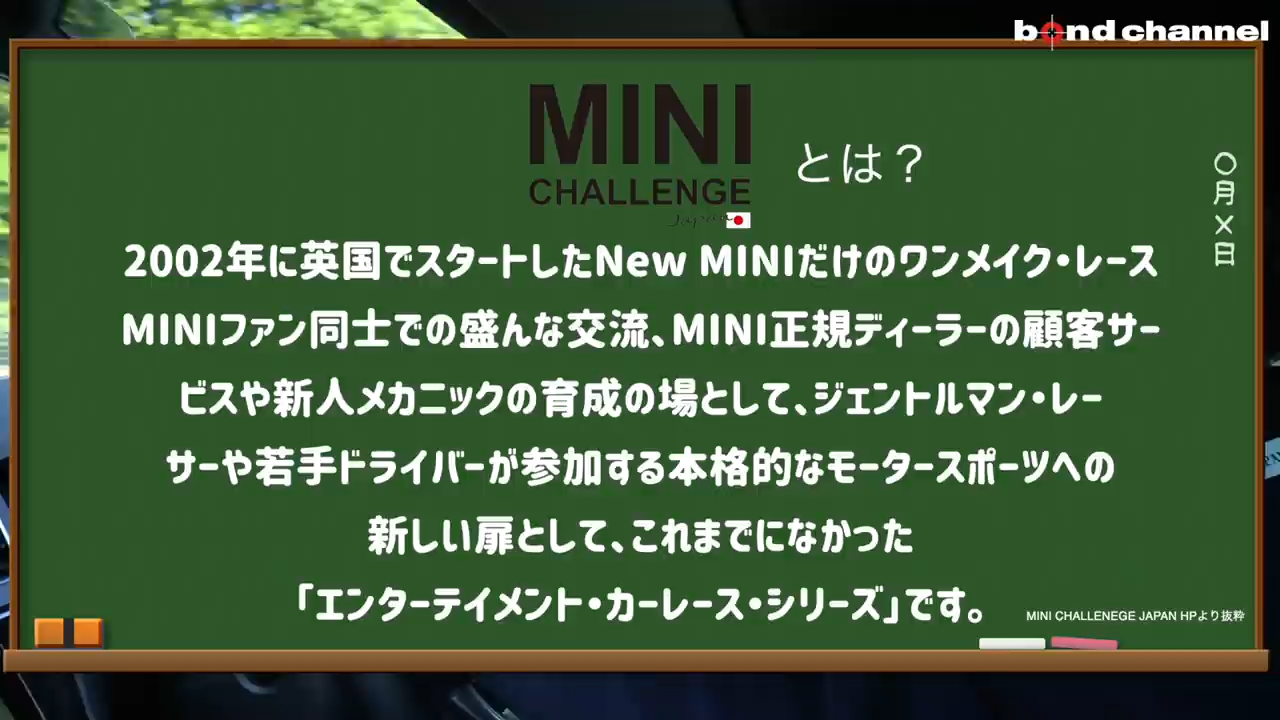 bond channel
MINI
CHALLENGE
Japan
とは？
〇月×日
2002年に英国でスタートしたNew MINIだけのワンメイク・レース
MINIファン同士での盛んな交流、MINI正規ディーラーの顧客サー
ビスや新人メカニックの育成の場として、ジェントルマン・レー
サーや若手ドライバーが参加する本格的なモータースポーツへの
新しい扉として、これまでになかった
「エンターテイメント・カーレース・シリーズ」です。
MINI CHALLENEGE JAPAN HPより抜粋